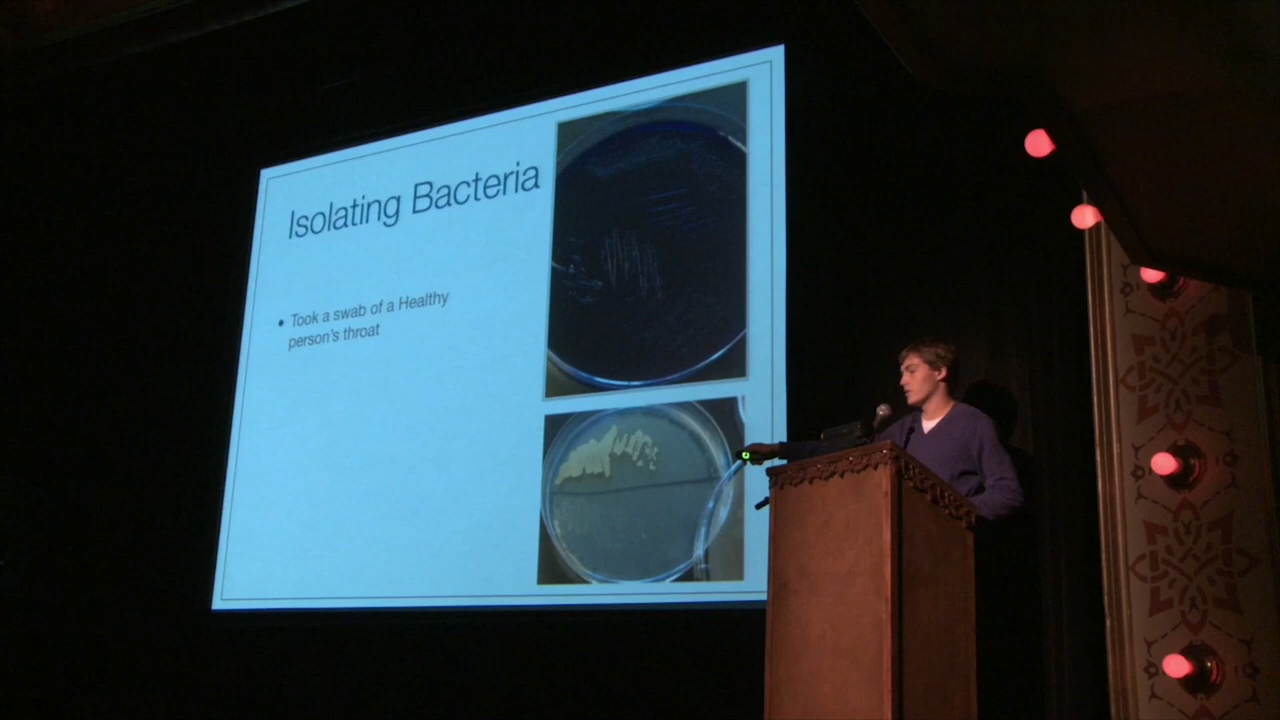 Isolating Bacteria
• Took a swab of a Healthy
person's throat